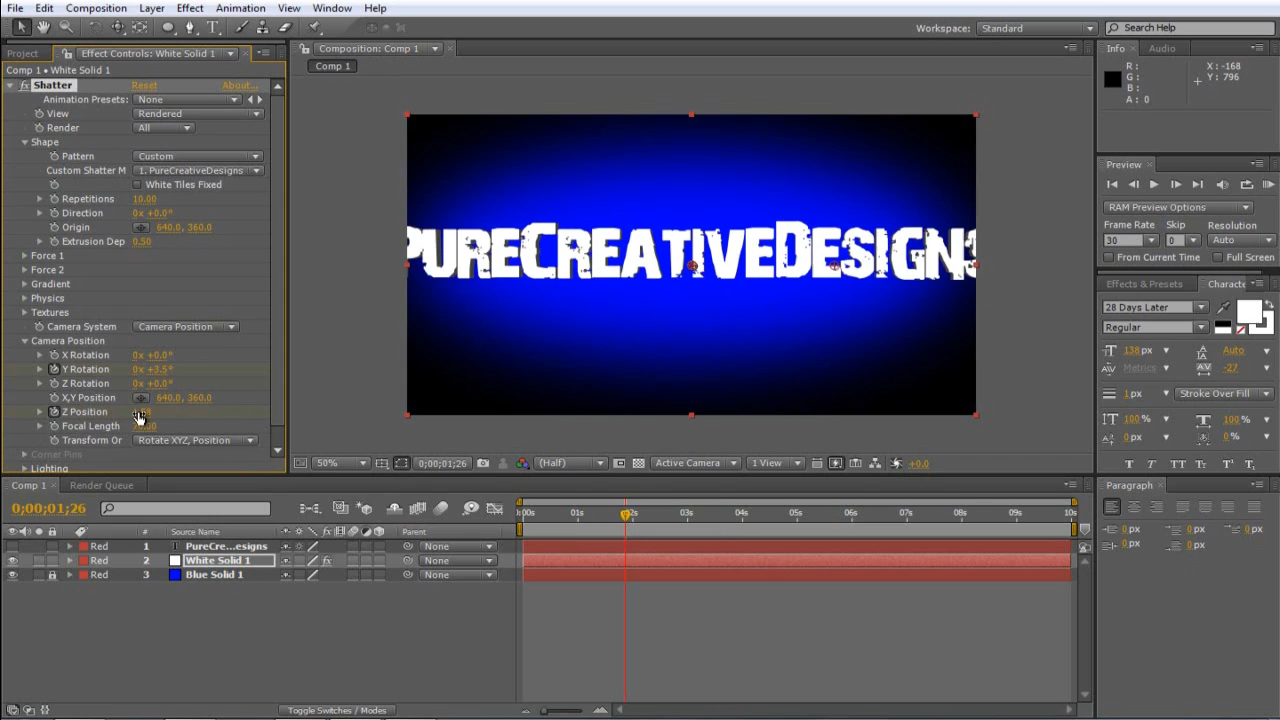 File Edit Composition Layer Effect Animation View Window Help
Workspace: Standard Search Help
Project Effect Controls: White Solid 1
Composition: Comp 1
Info Audio
Comp 1 • White Solid 1
Comp 1
R: X: -168
G: Y: 796
B:
A: 0
Shatter Reset About...
Animation Presets: None
View Rendered
Render All
Shape
Pattern Custom
Custom Shatter M 1. PureCreativeDesigns
White Tiles Fixed
Repetitions 10.00
Direction 0x +0.0°
Origin 640.0, 360.0
Extrusion Dep 0.50
Force 1
Force 2
Gradient
Physics
Textures
Camera System Camera Position
Camera Position
X Rotation 0x +0.0°
Y Rotation 0x +3.5°
Z Rotation 0x +0.0°
X,Y Position 640.0, 360.0
Z Position
Focal Length
Transform Or Rotate XYZ, Position
Corner Pins
Lighting
PURECREATIVEDESIGNS
50% 0;00;01;26 (Half) Active Camera 1 View +0.0
Preview
RAM Preview Options
Frame Rate Skip Resolution
30 0 Auto
From Current Time Full Screen
Effects & Presets Characte
28 Days Later
Regular
138 px Auto
Metrics -27
1 px Stroke Over Fill
100 % 100 %
0 px 0 %
T T TT Tr T¹ T₁
Paragraph
0 px 0 px 0 px
0 px 0 px
Comp 1 Render Queue
0;00;01;26
:00s 01s 02s 03s 04s 05s 06s 07s 08s 09s 10s
# Source Name Parent
Red 1 T PureCre...esigns None
Red 2 White Solid 1 fx None
Red 3 Blue Solid 1 None
Toggle Switches / Modes